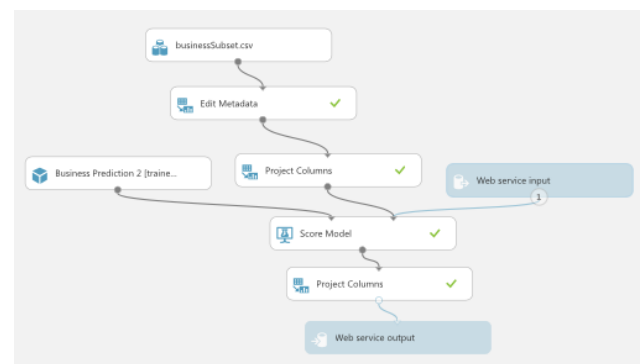 businessSubset.csv
Edit Metadata
Business Prediction 2 [traine...
Project Columns
Web service input
1
Score Model
Project Columns
Web service output